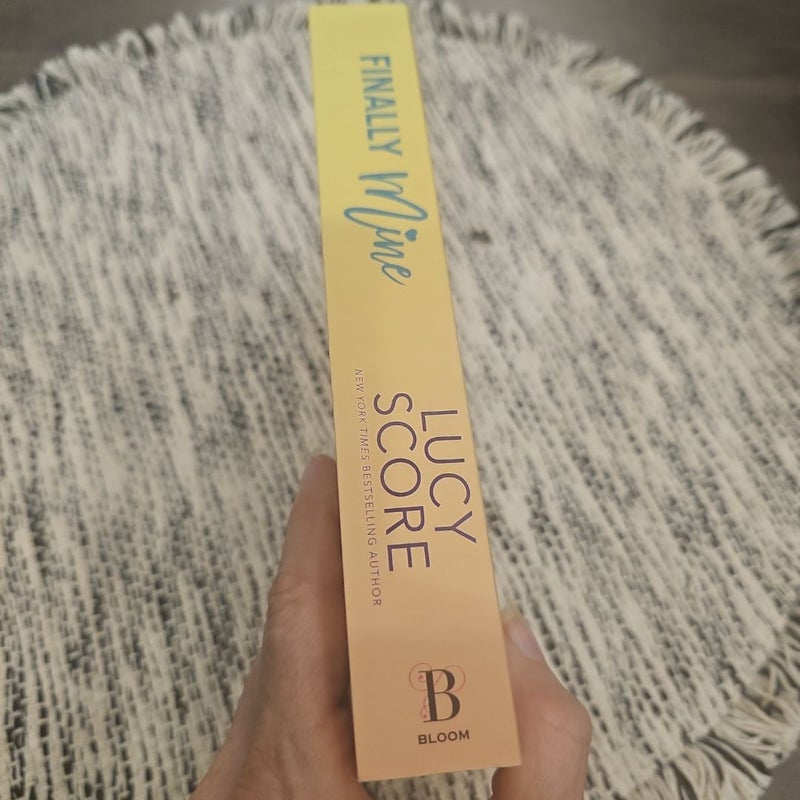 FINALLY Mine
LUCY
SCORE
NEW YORK TIMES BESTSELLING AUTHOR
B
BLOOM